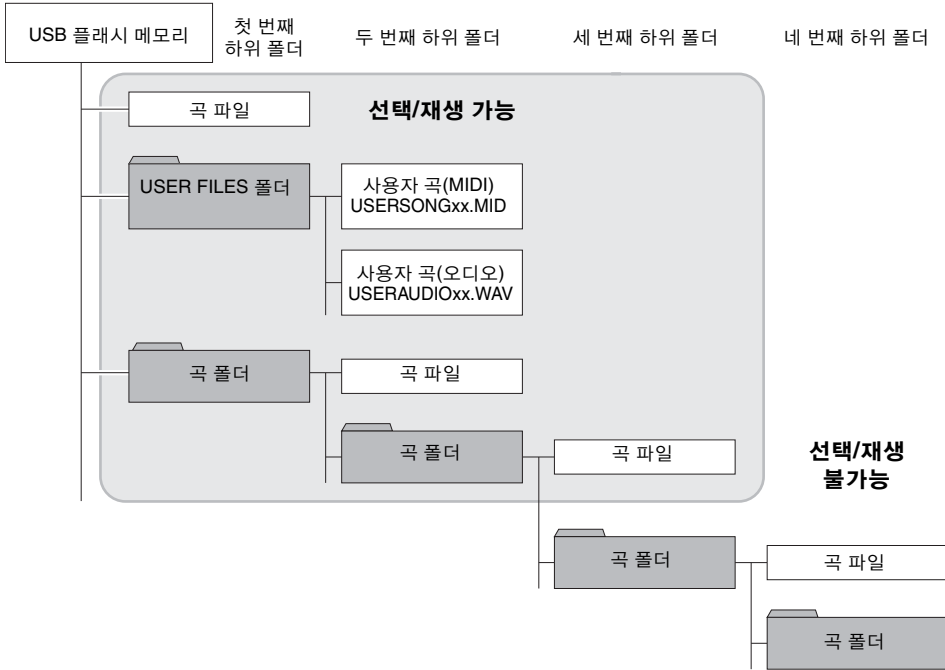 USB 플래시 메모리
첫 번째
하위 폴더
두 번째 하위 폴더
세 번째 하위 폴더
네 번째 하위 폴더
곡 파일
선택/재생 가능
USER FILES 폴더
사용자 곡(MIDI)
USERSONGxx.MID
사용자 곡(오디오)
USERAUDIOxx.WAV
곡 폴더
곡 파일
곡 폴더
곡 파일
선택/재생
불가능
곡 폴더
곡 파일
곡 폴더